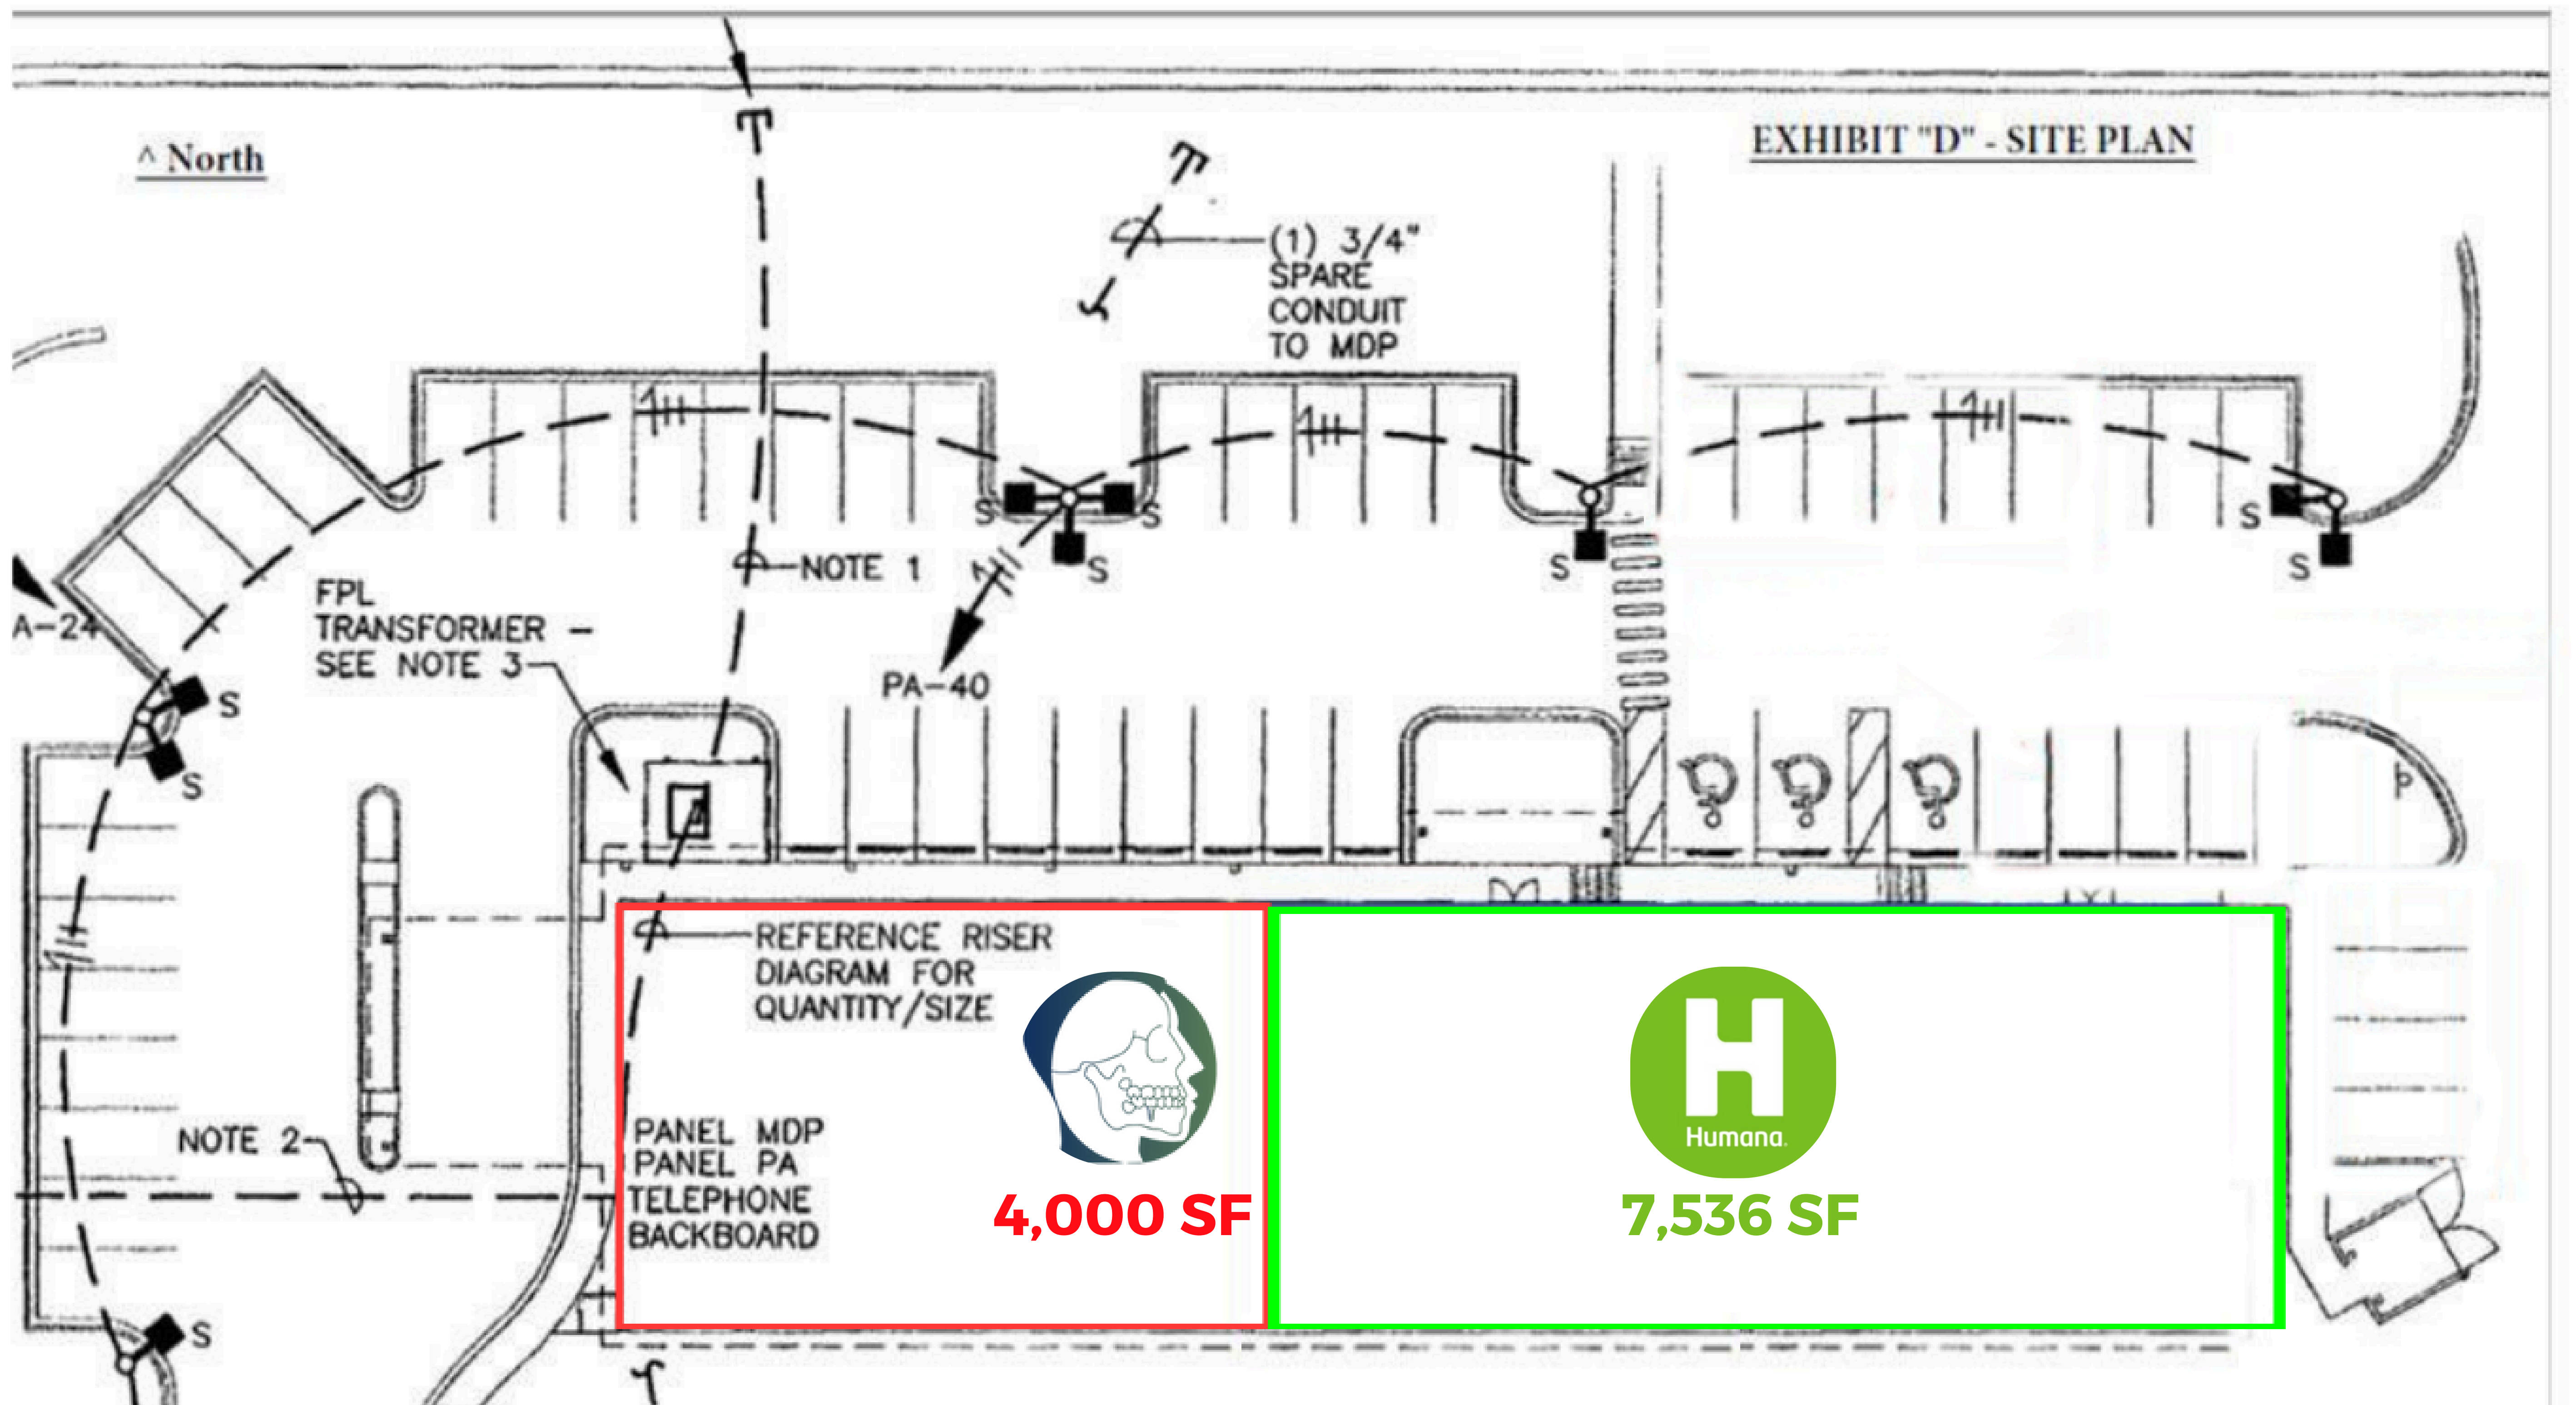 ^ North
EXHIBIT "D" - SITE PLAN
(1) 3/4"
SPARE
CONDUIT
TO MDP
S
S
S
S
S
S
NOTE 1
FPL
TRANSFORMER -
SEE NOTE 3
A-24
PA-40
S
S
REFERENCE RISER
DIAGRAM FOR
QUANTITY/SIZE
H
Humana.
PANEL MDP
PANEL PA
TELEPHONE
BACKBOARD
NOTE 2
4,000 SF
7,536 SF
S